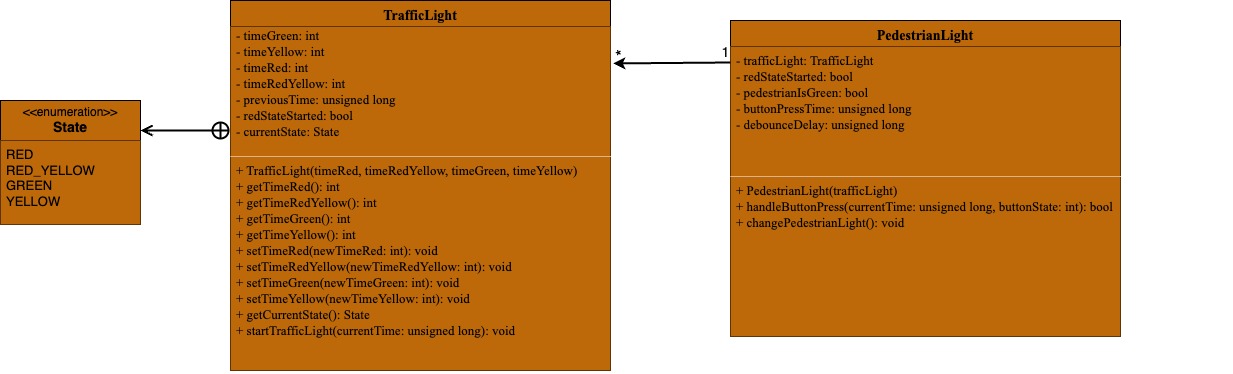 <<enumeration>>
State
RED
RED_YELLOW
GREEN
YELLOW
TrafficLight
- timeGreen: int
- timeYellow: int
- timeRed: int
- timeRedYellow: int
- previousTime: unsigned long
- redStateStarted: bool
- currentState: State
+ TrafficLight(timeRed, timeRedYellow, timeGreen, timeYellow)
+ getTimeRed(): int
+ getTimeRedYellow(): int
+ getTimeGreen(): int
+ getTimeYellow(): int
+ setTimeRed(newTimeRed: int): void
+ setTimeRedYellow(newTimeRedYellow: int): void
+ setTimeGreen(newTimeGreen: int): void
+ setTimeYellow(newTimeYellow: int): void
+ getCurrentState(): State
+ startTrafficLight(currentTime: unsigned long): void
*
1
PedestrianLight
- trafficLight: TrafficLight
- redStateStarted: bool
- pedestrianIsGreen: bool
- buttonPressTime: unsigned long
- debounceDelay: unsigned long
+ PedestrianLight(trafficLight)
+ handleButtonPress(currentTime: unsigned long, buttonState: int): bool
+ changePedestrianLight(): void